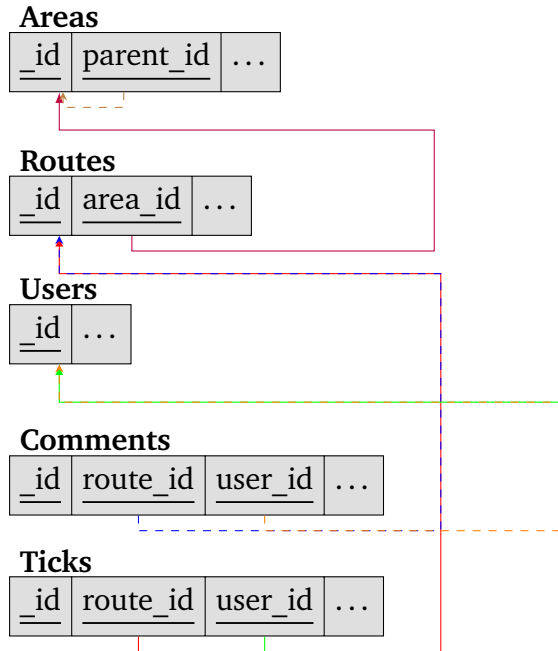 Areas
_id parent_id ...
Routes
_id area_id ...
Users
_id ...
Comments
_id route_id user_id ...
Ticks
_id route_id user_id ...